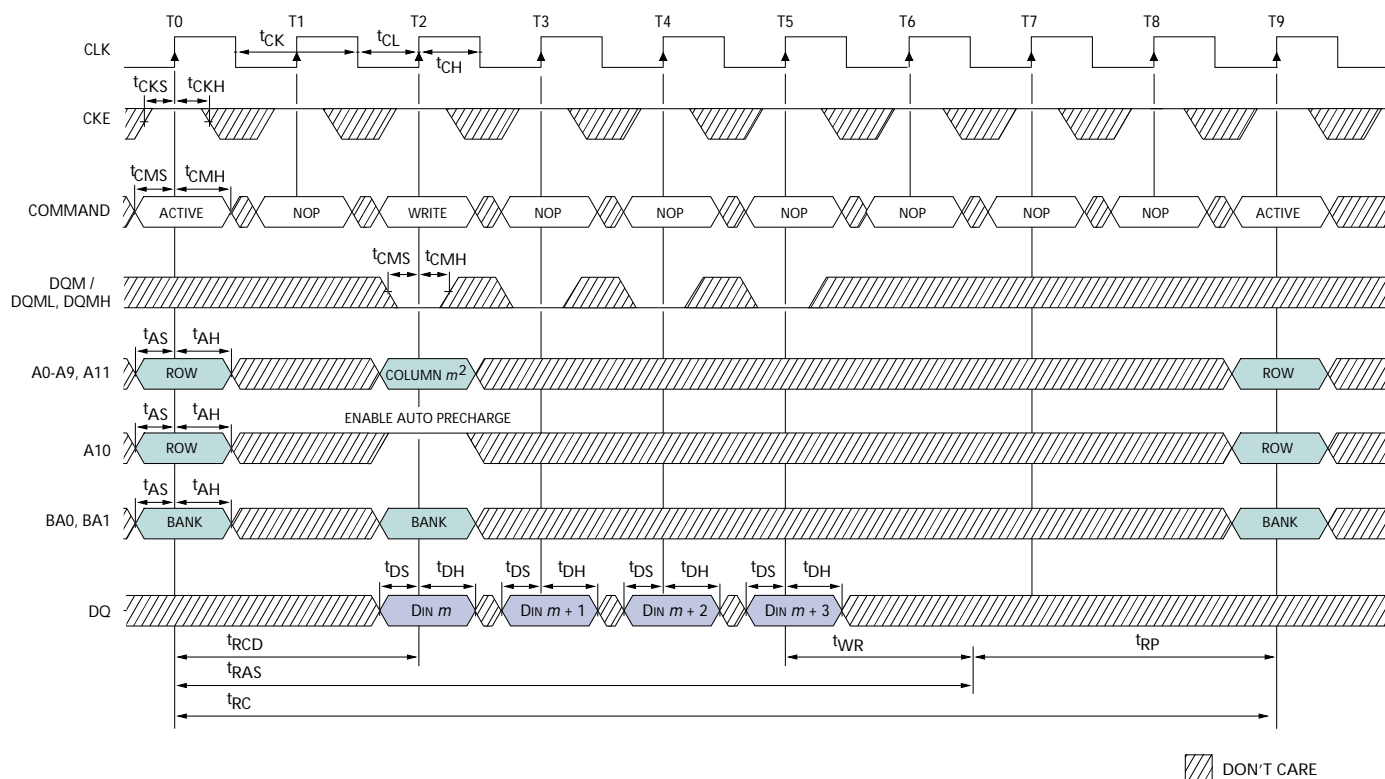 T0 T1 T2 T3 T4 T5 T6 T7 T8 T9
CLK
tCK tCL
tCH
tCKS tCKH
CKE
tCMS tCMH
COMMAND ACTIVE NOP WRITE NOP NOP NOP NOP NOP NOP ACTIVE
tCMS tCMH
DQM /
DQML, DQMH
tAS tAH
A0-A9, A11 ROW COLUMN m2 ROW
tAS tAH ENABLE AUTO PRECHARGE
A10 ROW ROW
tAS tAH
BA0, BA1 BANK BANK BANK
tDS tDH tDS tDH tDS tDH tDS tDH
DQ DIN m DIN m + 1 DIN m + 2 DIN m + 3
tRCD tWR tRP
tRAS
tRC
DON'T CARE